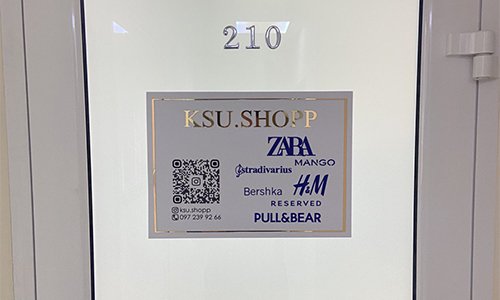 210
KSU.SHOPP
ZARA
MANGO
stradivarius
Bershka H&M
RESERVED
PULL&BEAR
ksu.shopp
097 239 92 66